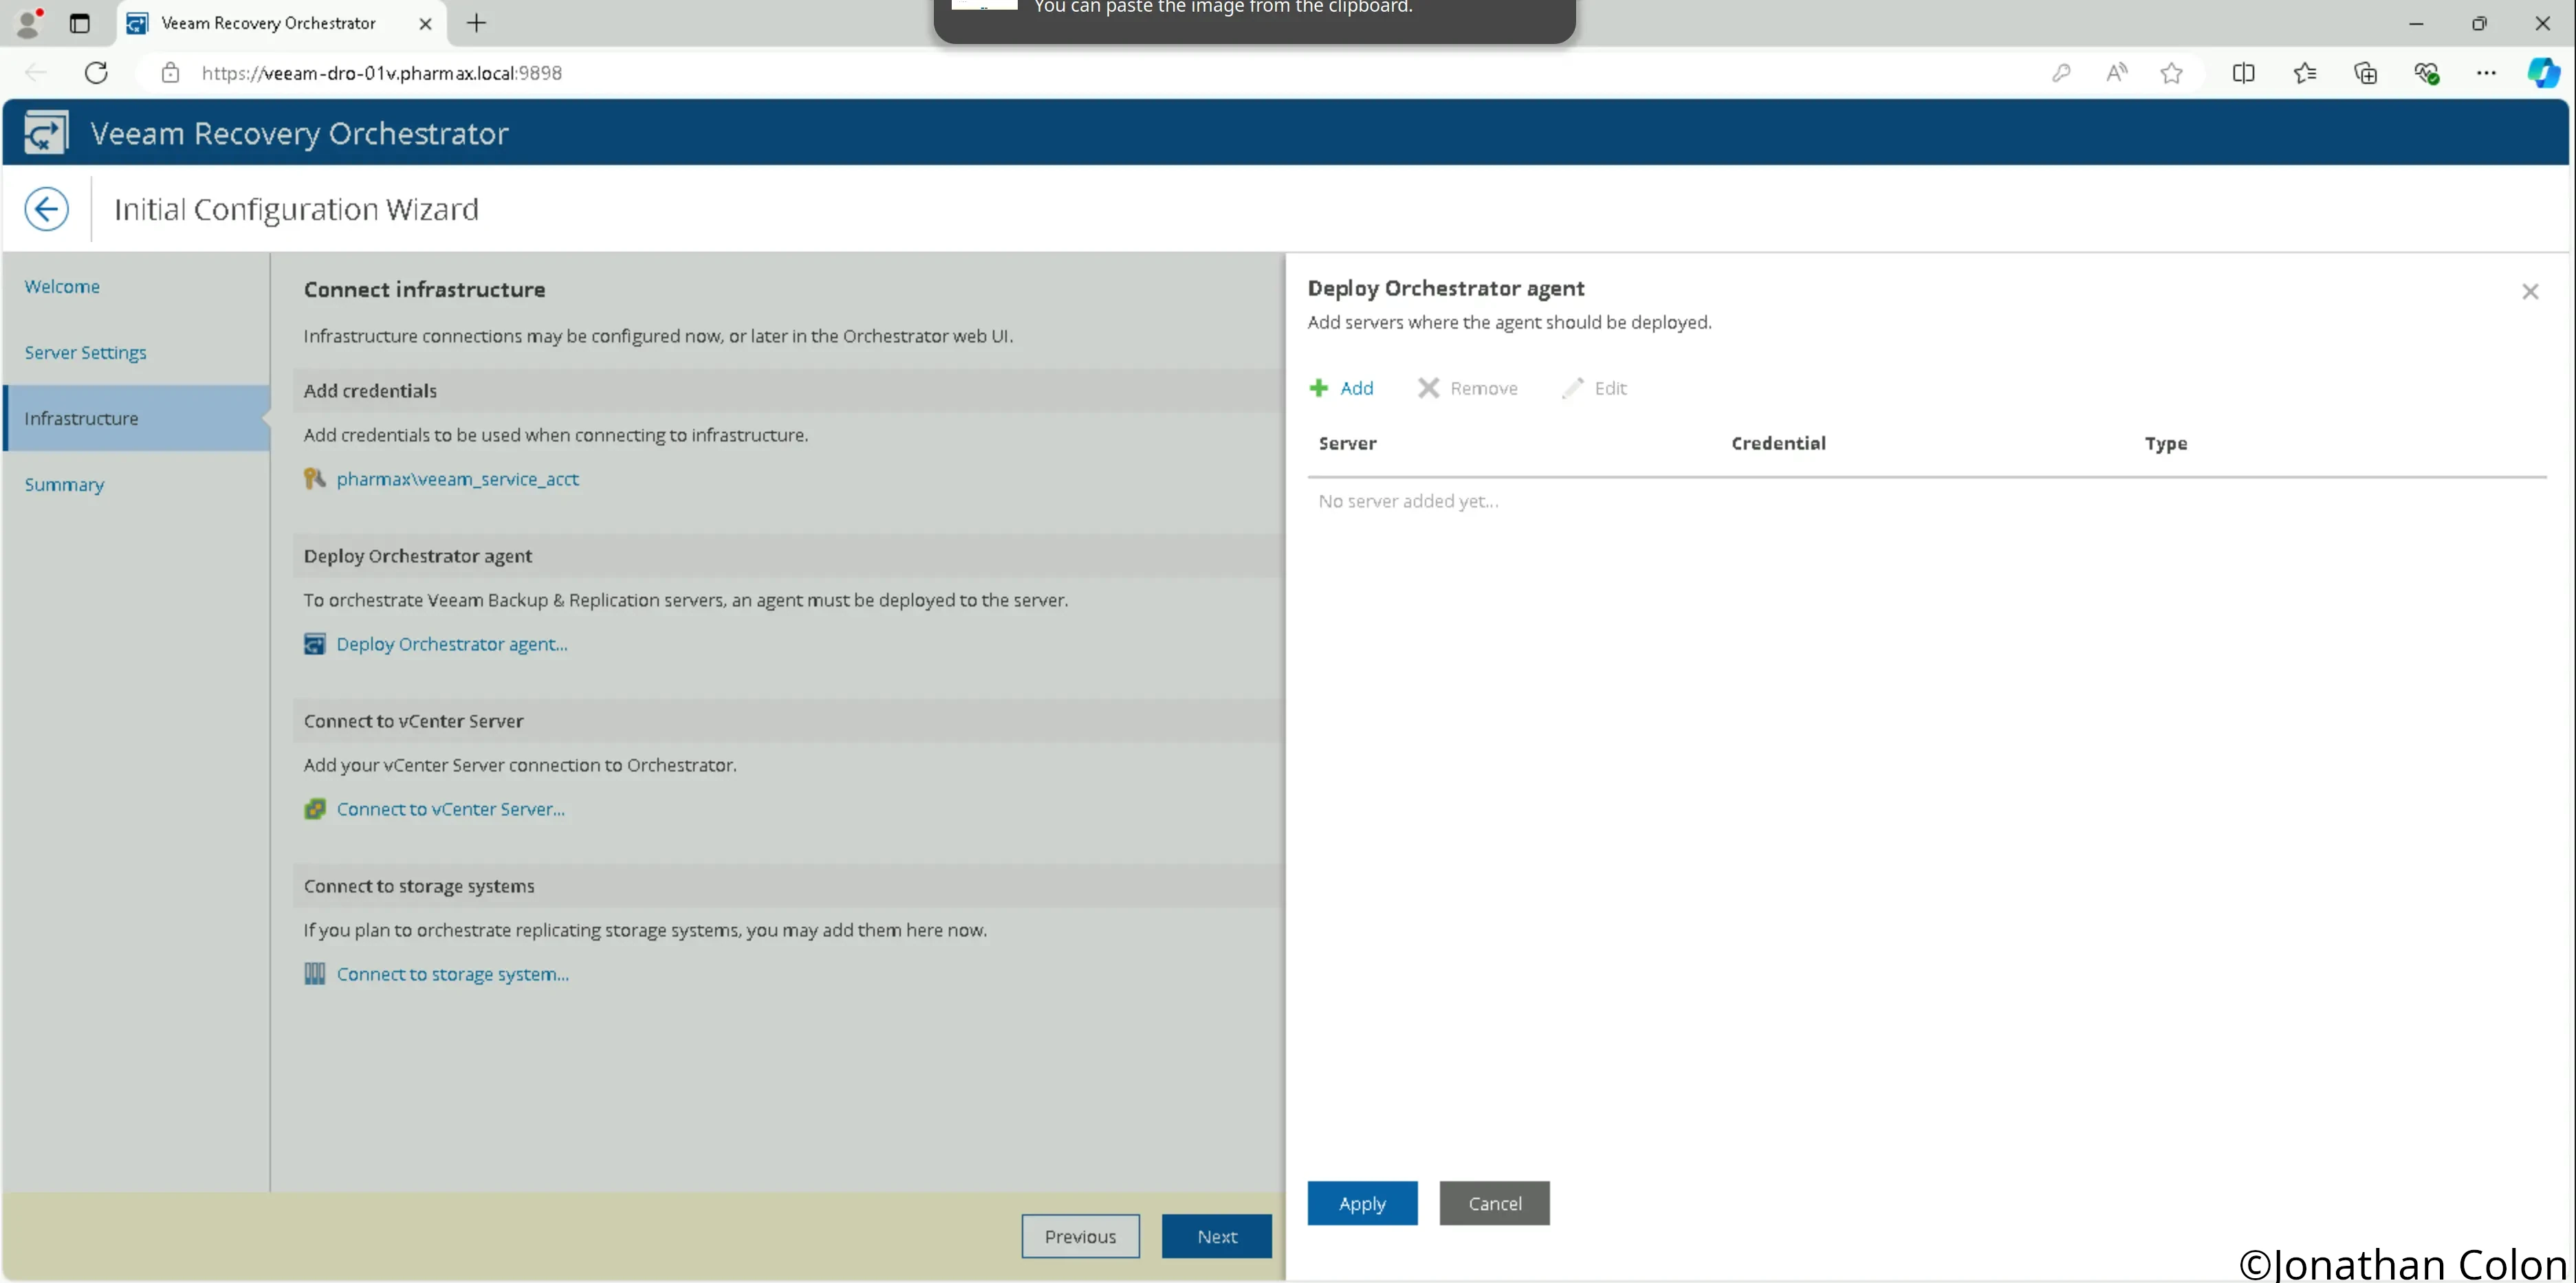 Veeam Recovery Orchestrator
You can paste the image from the clipboard.
https://veeam-dro-01v.pharmax.local:9898
Veeam Recovery Orchestrator
Initial Configuration Wizard
Welcome
Server Settings
Infrastructure
Summary
Connect infrastructure
Infrastructure connections may be configured now, or later in the Orchestrator web UI.
Add credentials
Add credentials to be used when connecting to infrastructure.
pharmax\veeam_service_acct
Deploy Orchestrator agent
To orchestrate Veeam Backup & Replication servers, an agent must be deployed to the server.
Deploy Orchestrator agent...
Connect to vCenter Server
Add your vCenter Server connection to Orchestrator.
Connect to vCenter Server...
Connect to storage systems
If you plan to orchestrate replicating storage systems, you may add them here now.
Connect to storage system...
Previous Next
Deploy Orchestrator agent
Add servers where the agent should be deployed.
Add Remove Edit
Server Credential Type
No server added yet...
Apply Cancel
©Jonathan Colon